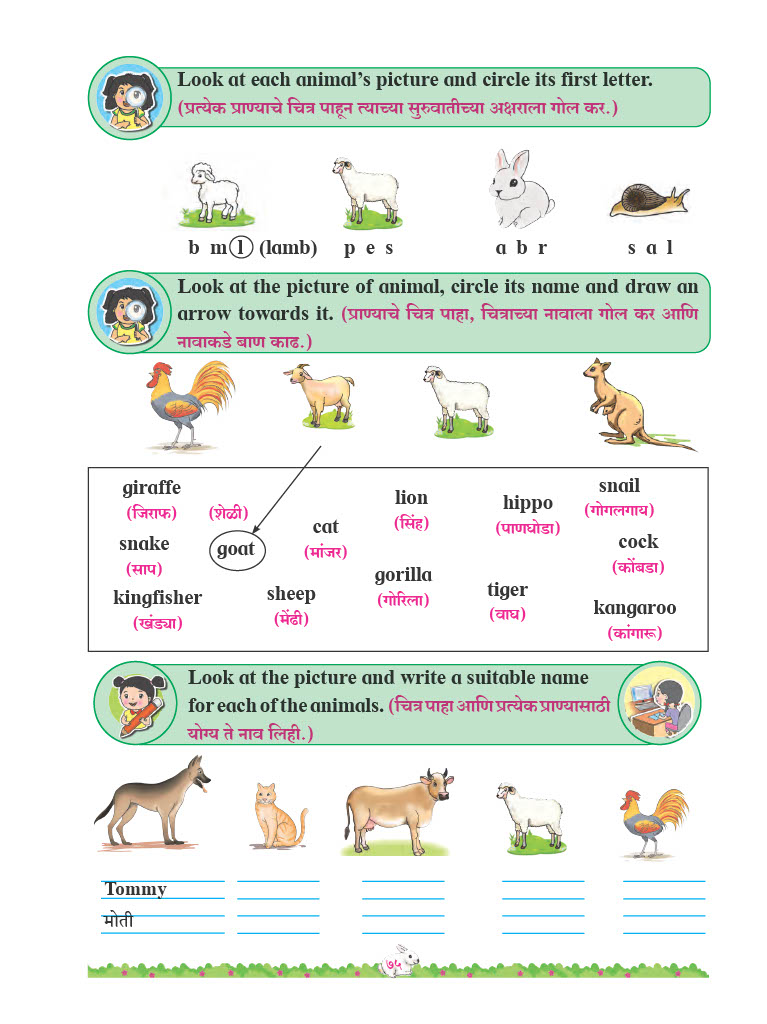 Look at each animal's picture and circle its first letter.
(प्रत्येक प्राण्याचे चित्र पाहून त्याच्या सुरुवातीच्या अक्षराला गोल कर.)
b m l (lamb) p e s a b r s a l
Look at the picture of animal, circle its name and draw an
arrow towards it. (प्राण्याचे चित्र पाहा, चित्राच्या नावाला गोल कर आणि
नावाकडे बाण काढ.)
giraffe
(जिराफ)
(शेळी)
lion
(सिंह)
hippo
(पाणघोडा)
snail
(गोगलगाय)
snake
(साप)
goat
cat
(मांजर)
cock
(कोंबडा)
kingfisher
(खंड्या)
sheep
(मेंढी)
gorilla
(गोरिला)
tiger
(वाघ)
kangaroo
(कांगारू)
Look at the picture and write a suitable name
for each of the animals. (चित्र पाहा आणि प्रत्येक प्राण्यासाठी
योग्य ते नाव लिही.)
Tommy
मोती
७५